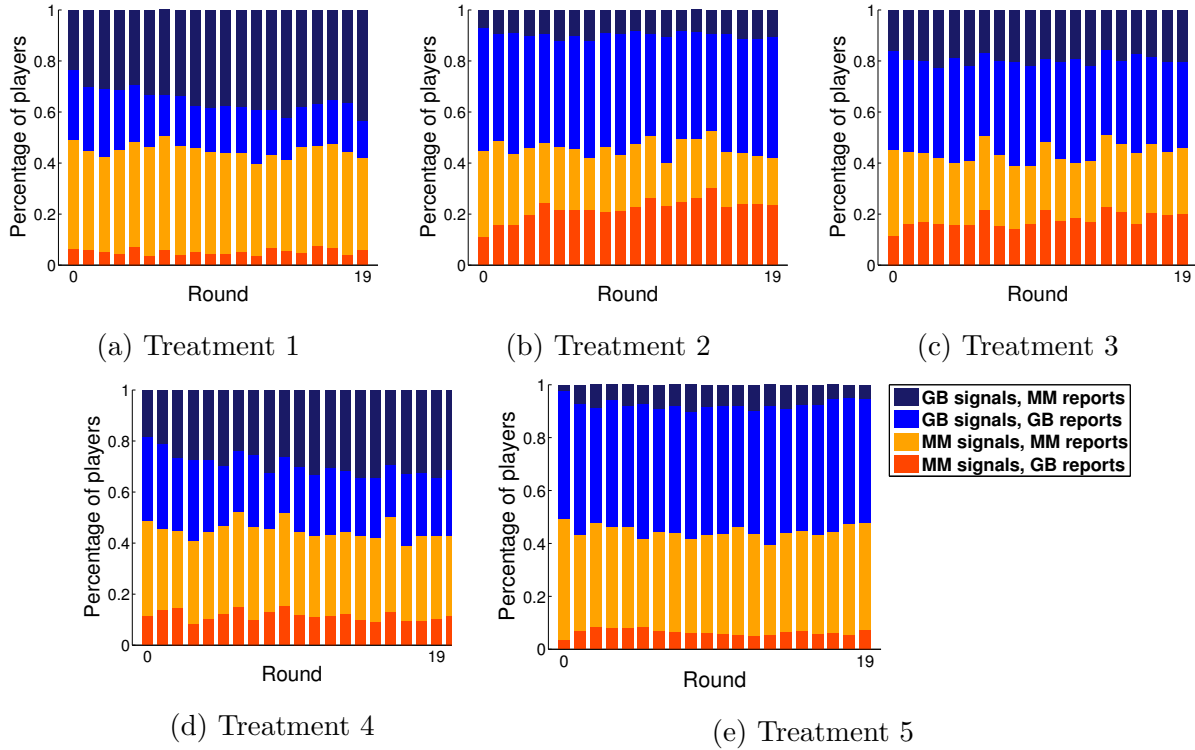 Percentage of players
1
0.8
0.6
0.4
0.2
0
0
19
Round
(a) Treatment 1
Percentage of players
1
0.8
0.6
0.4
0.2
0
0
19
Round
(b) Treatment 2
Percentage of players
1
0.8
0.6
0.4
0.2
0
0
19
Round
(c) Treatment 3
Percentage of players
1
0.8
0.6
0.4
0.2
0
0
19
Round
(d) Treatment 4
Percentage of players
1
0.8
0.6
0.4
0.2
0
0
19
Round
(e) Treatment 5
GB signals, MM reports
GB signals, GB reports
MM signals, MM reports
MM signals, GB reports